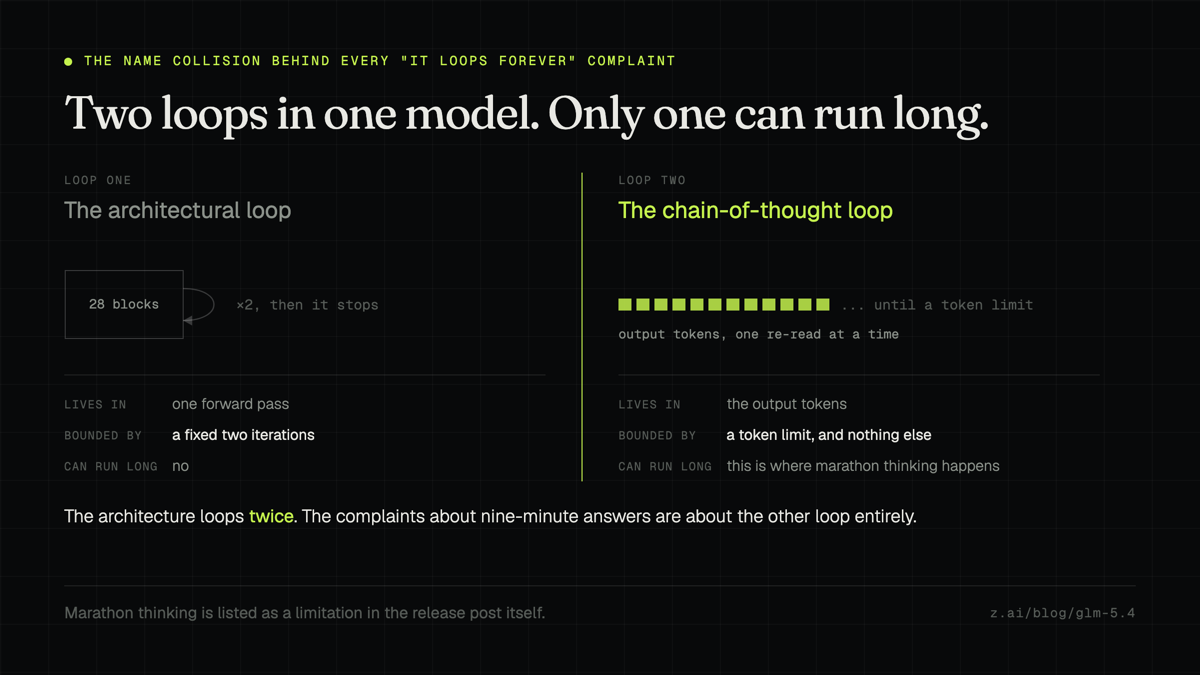 THE NAME COLLISION BEHIND EVERY "IT LOOPS FOREVER" COMPLAINT
Two loops in one model. Only one can run long.
LOOP ONE
The architectural loop
28 blocks
×2, then it stops
LIVES IN one forward pass
BOUNDED BY a fixed two iterations
CAN RUN LONG no
LOOP TWO
The chain-of-thought loop
... until a token limit
output tokens, one re-read at a time
LIVES IN the output tokens
BOUNDED BY a token limit, and nothing else
CAN RUN LONG this is where marathon thinking happens
The architecture loops twice. The complaints about nine-minute answers are about the other loop entirely.
Marathon thinking is listed as a limitation in the release post itself.
z.ai/blog/glm-5.4